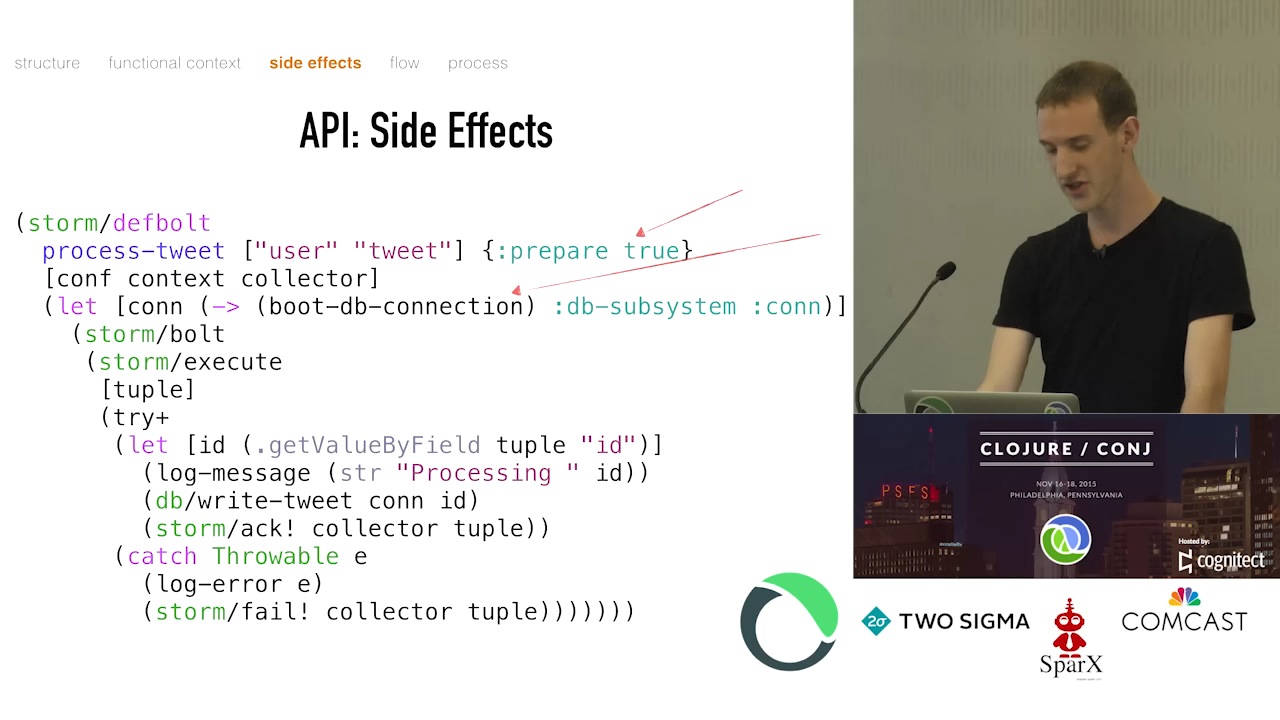 structure functional context side effects flow process
API: Side Effects
(storm/defbolt
process-tweet ["user" "tweet"] {:prepare true}
[conf context collector]
(let [conn (-> (boot-db-connection) :db-subsystem :conn)]
(storm/bolt
(storm/execute
[tuple]
(try+
(let [id (.getValueByField tuple "id")]
(log-message (str "Processing " id))
(db/write-tweet conn id)
(storm/ack! collector tuple))
(catch Throwable e
(log-error e)
(storm/fail! collector tuple)))))))
CLOJURE / CONJ
NOV 16-18, 2015
PHILADELPHIA, PENNSYLVANIA
PSFS
Hosted by:
cognitect
2σ TWO SIGMA
SparX
COMCAST